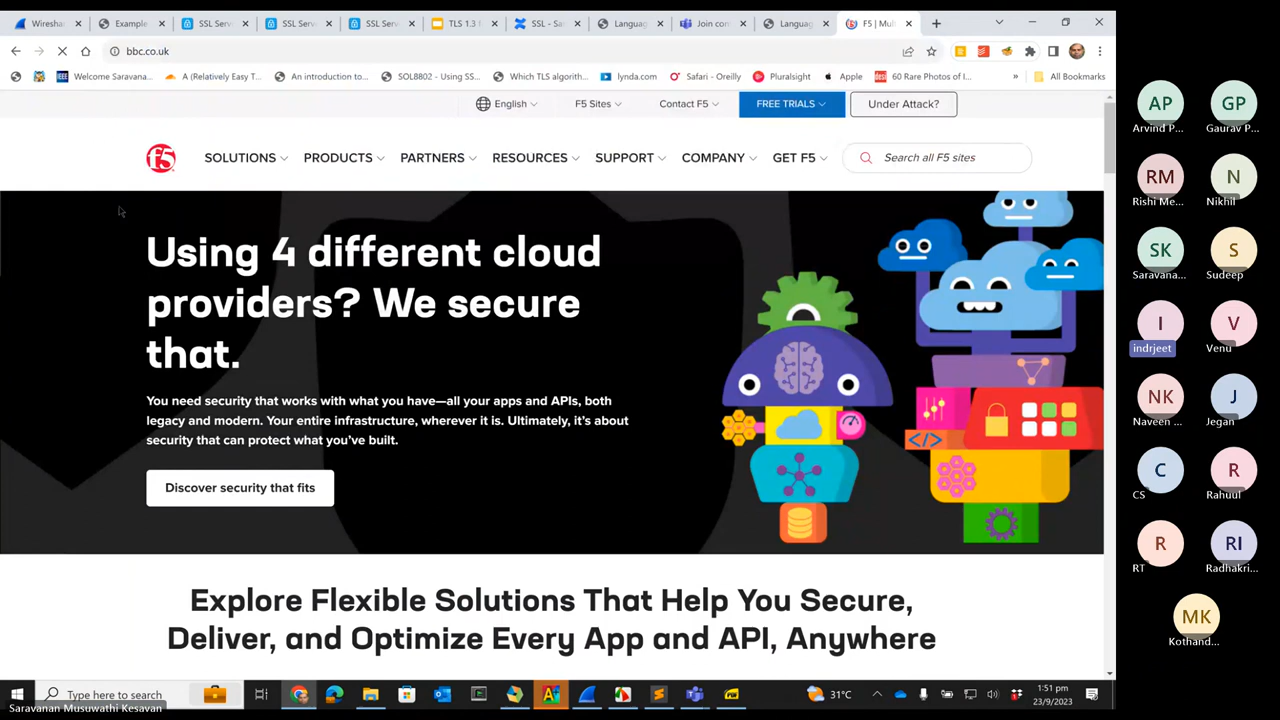 Wireshar
Example
SSL Serv
SSL Serv
SSL Serv
TLS 1.3 I
SSL - Sa
Languag
Join con
Languag
F5 | Mul
bbc.co.uk
Welcome Saravana...
A (Relatively Easy T...
An introduction to...
SOL8802 - Using SS...
Which TLS algorith...
lynda.com
Safari - Oreilly
Pluralsight
Apple
60 Rare Photos of I...
»
All Bookmarks
English
F5 Sites
Contact F5
FREE TRIALS
Under Attack?
f5
SOLUTIONS
PRODUCTS
PARTNERS
RESOURCES
SUPPORT
COMPANY
GET F5
Search all F5 sites
Using 4 different cloud
providers? We secure
that.
You need security that works with what you have—all your apps and APIs, both
legacy and modern. Your entire infrastructure, wherever it is. Ultimately, it's about
security that can protect what you've built.
Discover security that fits
</>
Explore Flexible Solutions That Help You Secure,
Deliver, and Optimize Every App and API, Anywhere
AP
Arvind P...
GP
Gaurav P...
RM
Rishi Me...
N
Nikhil
SK
Saravana...
S
Sudeep
I
indrjeet
V
Venu
NK
Naveen ...
J
Jegan
C
CS
R
Rahuul
R
RT
RI
Radhakri...
MK
Kothand...
Type here to search
31°C
1:51 pm
23/9/2023
Saravanan Musuwathi Kesavan